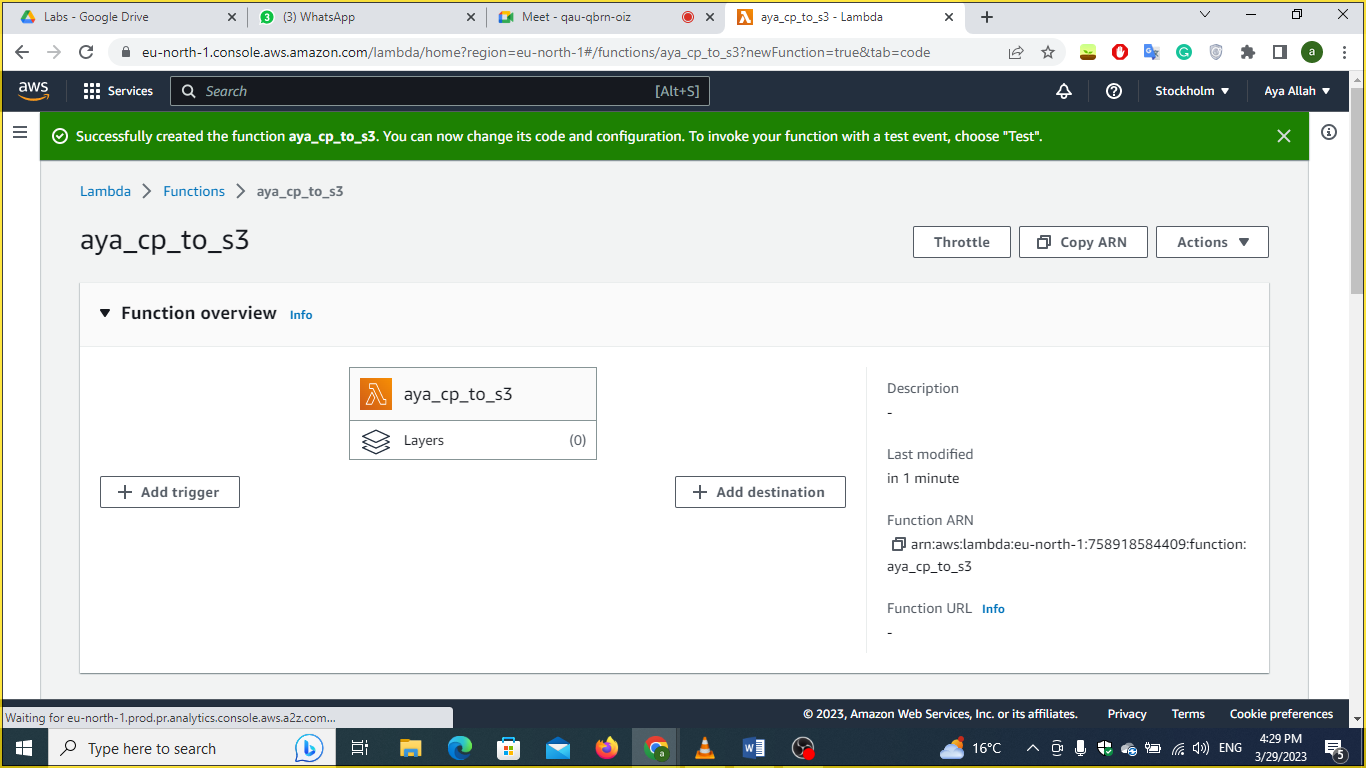 Labs - Google Drive
(3) WhatsApp
Meet - qau-qbrn-oiz
aya_cp_to_s3 - Lambda
eu-north-1.console.aws.amazon.com/lambda/home?region=eu-north-1#/functions/aya_cp_to_s3?newFunction=true&tab=code
a
aws
Services
Search
[Alt+S]
Stockholm
Aya Allah
Successfully created the function aya_cp_to_s3. You can now change its code and configuration. To invoke your function with a test event, choose "Test".
Lambda
Functions
aya_cp_to_s3
aya_cp_to_s3
Throttle
Copy ARN
Actions
Function overview
Info
aya_cp_to_s3
Layers
(0)
Add trigger
Add destination
Description
-
Last modified
in 1 minute
Function ARN
arn:aws:lambda:eu-north-1:758918584409:function:
aya_cp_to_s3
Function URL
Info
-
Waiting for eu-north-1.prod.pr.analytics.console.aws.a2z.com...
© 2023, Amazon Web Services, Inc. or its affiliates.
Privacy
Terms
Cookie preferences
Type here to search
16°C
ENG
4:29 PM
3/29/2023
5